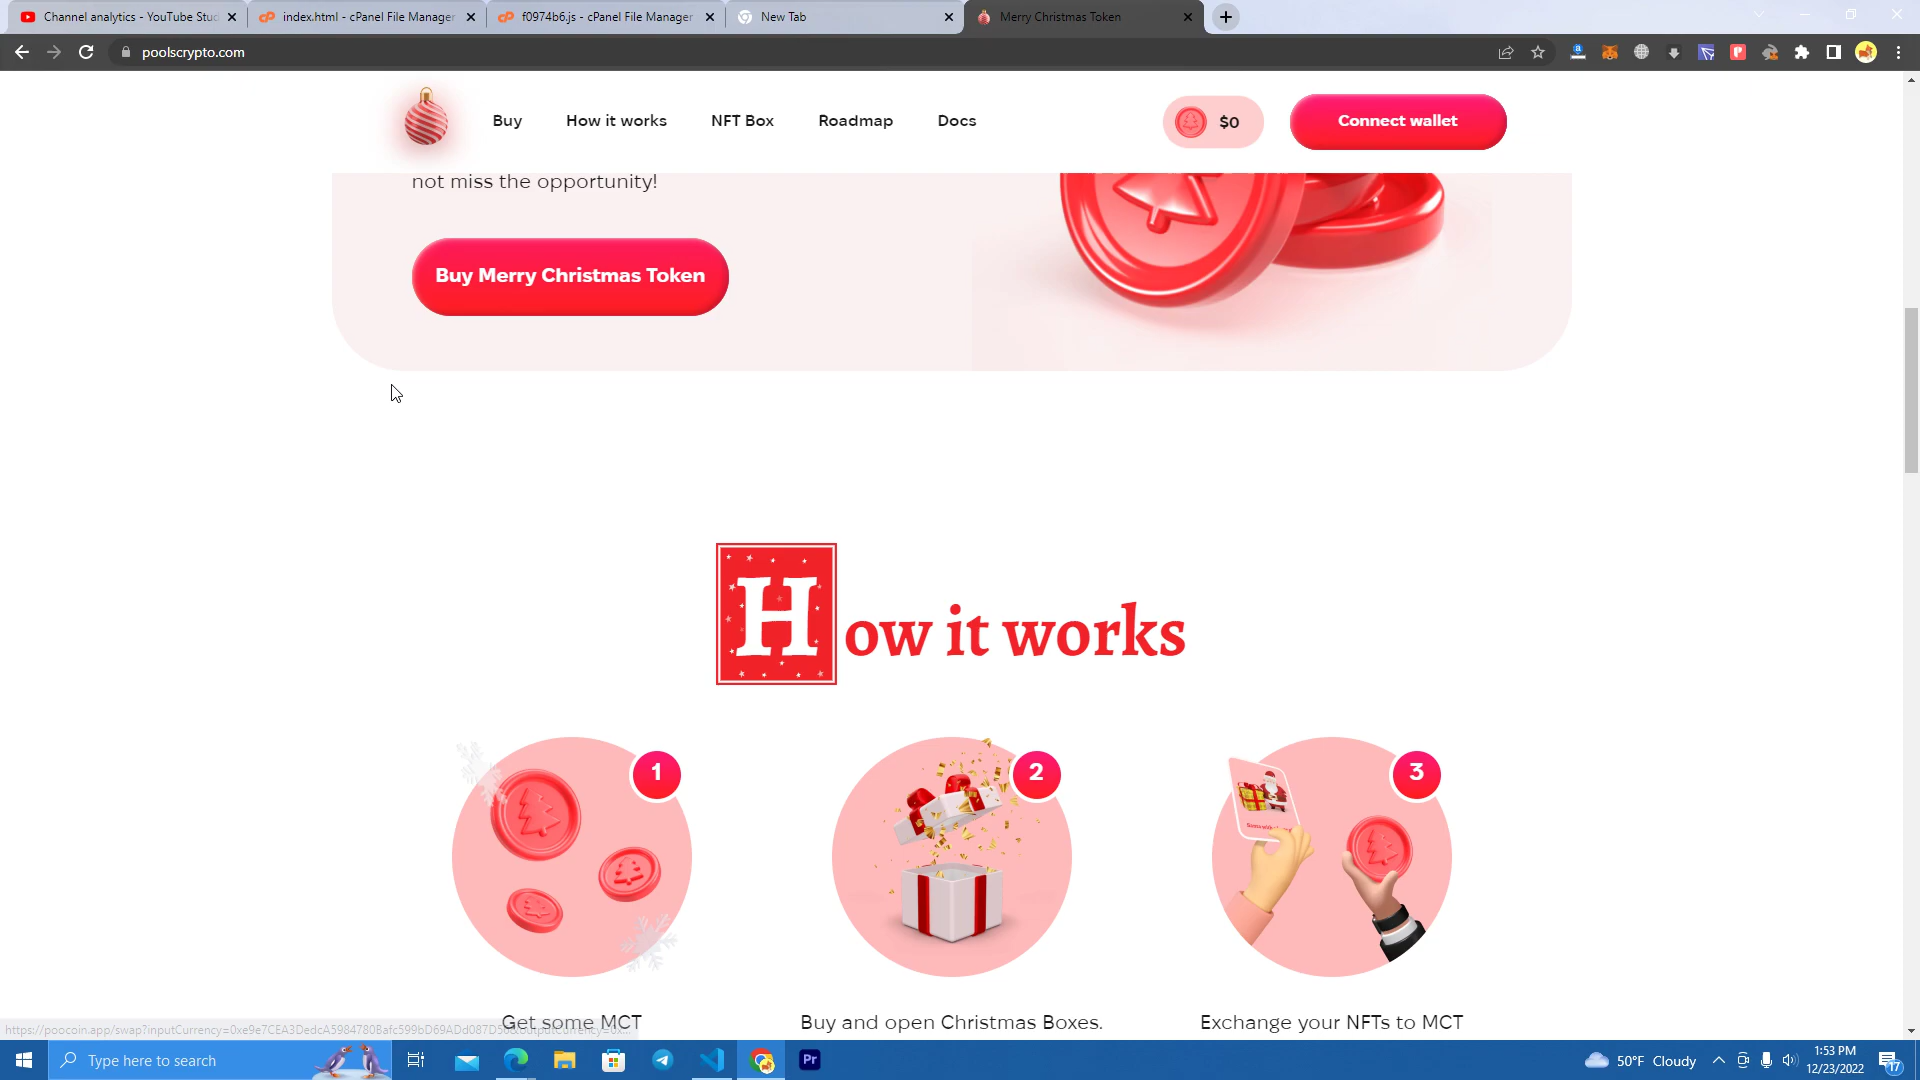 Channel analytics - YouTube Stu
index.html - cPanel File Manager
f0974b6.js - cPanel File Manager
New Tab
Merry Christmas Token
poolscrypto.com
Buy
How it works
NFT Box
Roadmap
Docs
$0
Connect wallet
not miss the opportunity!
Buy Merry Christmas Token
How it works
1
2
3
Get some MCT
Buy and open Christmas Boxes.
Exchange your NFTs to MCT
Type here to search
Pr
50°F Cloudy
1:53 PM
12/23/2022
17